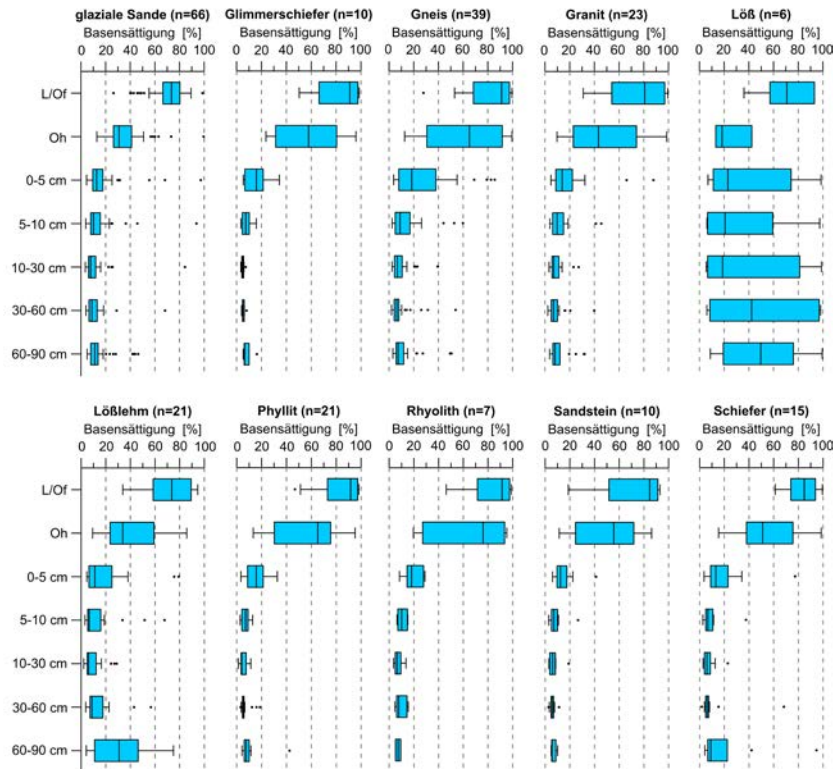 glaziale Sande (n=66) Glimmerschiefer (n=10) Gneis (n=39) Granit (n=23) Löß (n=6)
Basensättigung [%] Basensättigung [%] Basensättigung [%] Basensättigung [%] Basensättigung [%]
0 20 40 60 80 100 0 20 40 60 80 100 0 20 40 60 80 100 0 20 40 60 80 100 0 20 40 60 80 100
L/Of
Oh
0-5 cm
5-10 cm
10-30 cm
30-60 cm
60-90 cm
Lößlehm (n=21) Phyllit (n=21) Rhyolith (n=7) Sandstein (n=10) Schiefer (n=15)
Basensättigung [%] Basensättigung [%] Basensättigung [%] Basensättigung [%] Basensättigung [%]
0 20 40 60 80 100 0 20 40 60 80 100 0 20 40 60 80 100 0 20 40 60 80 100 0 20 40 60 80 100
L/Of
Oh
0-5 cm
5-10 cm
10-30 cm
30-60 cm
60-90 cm